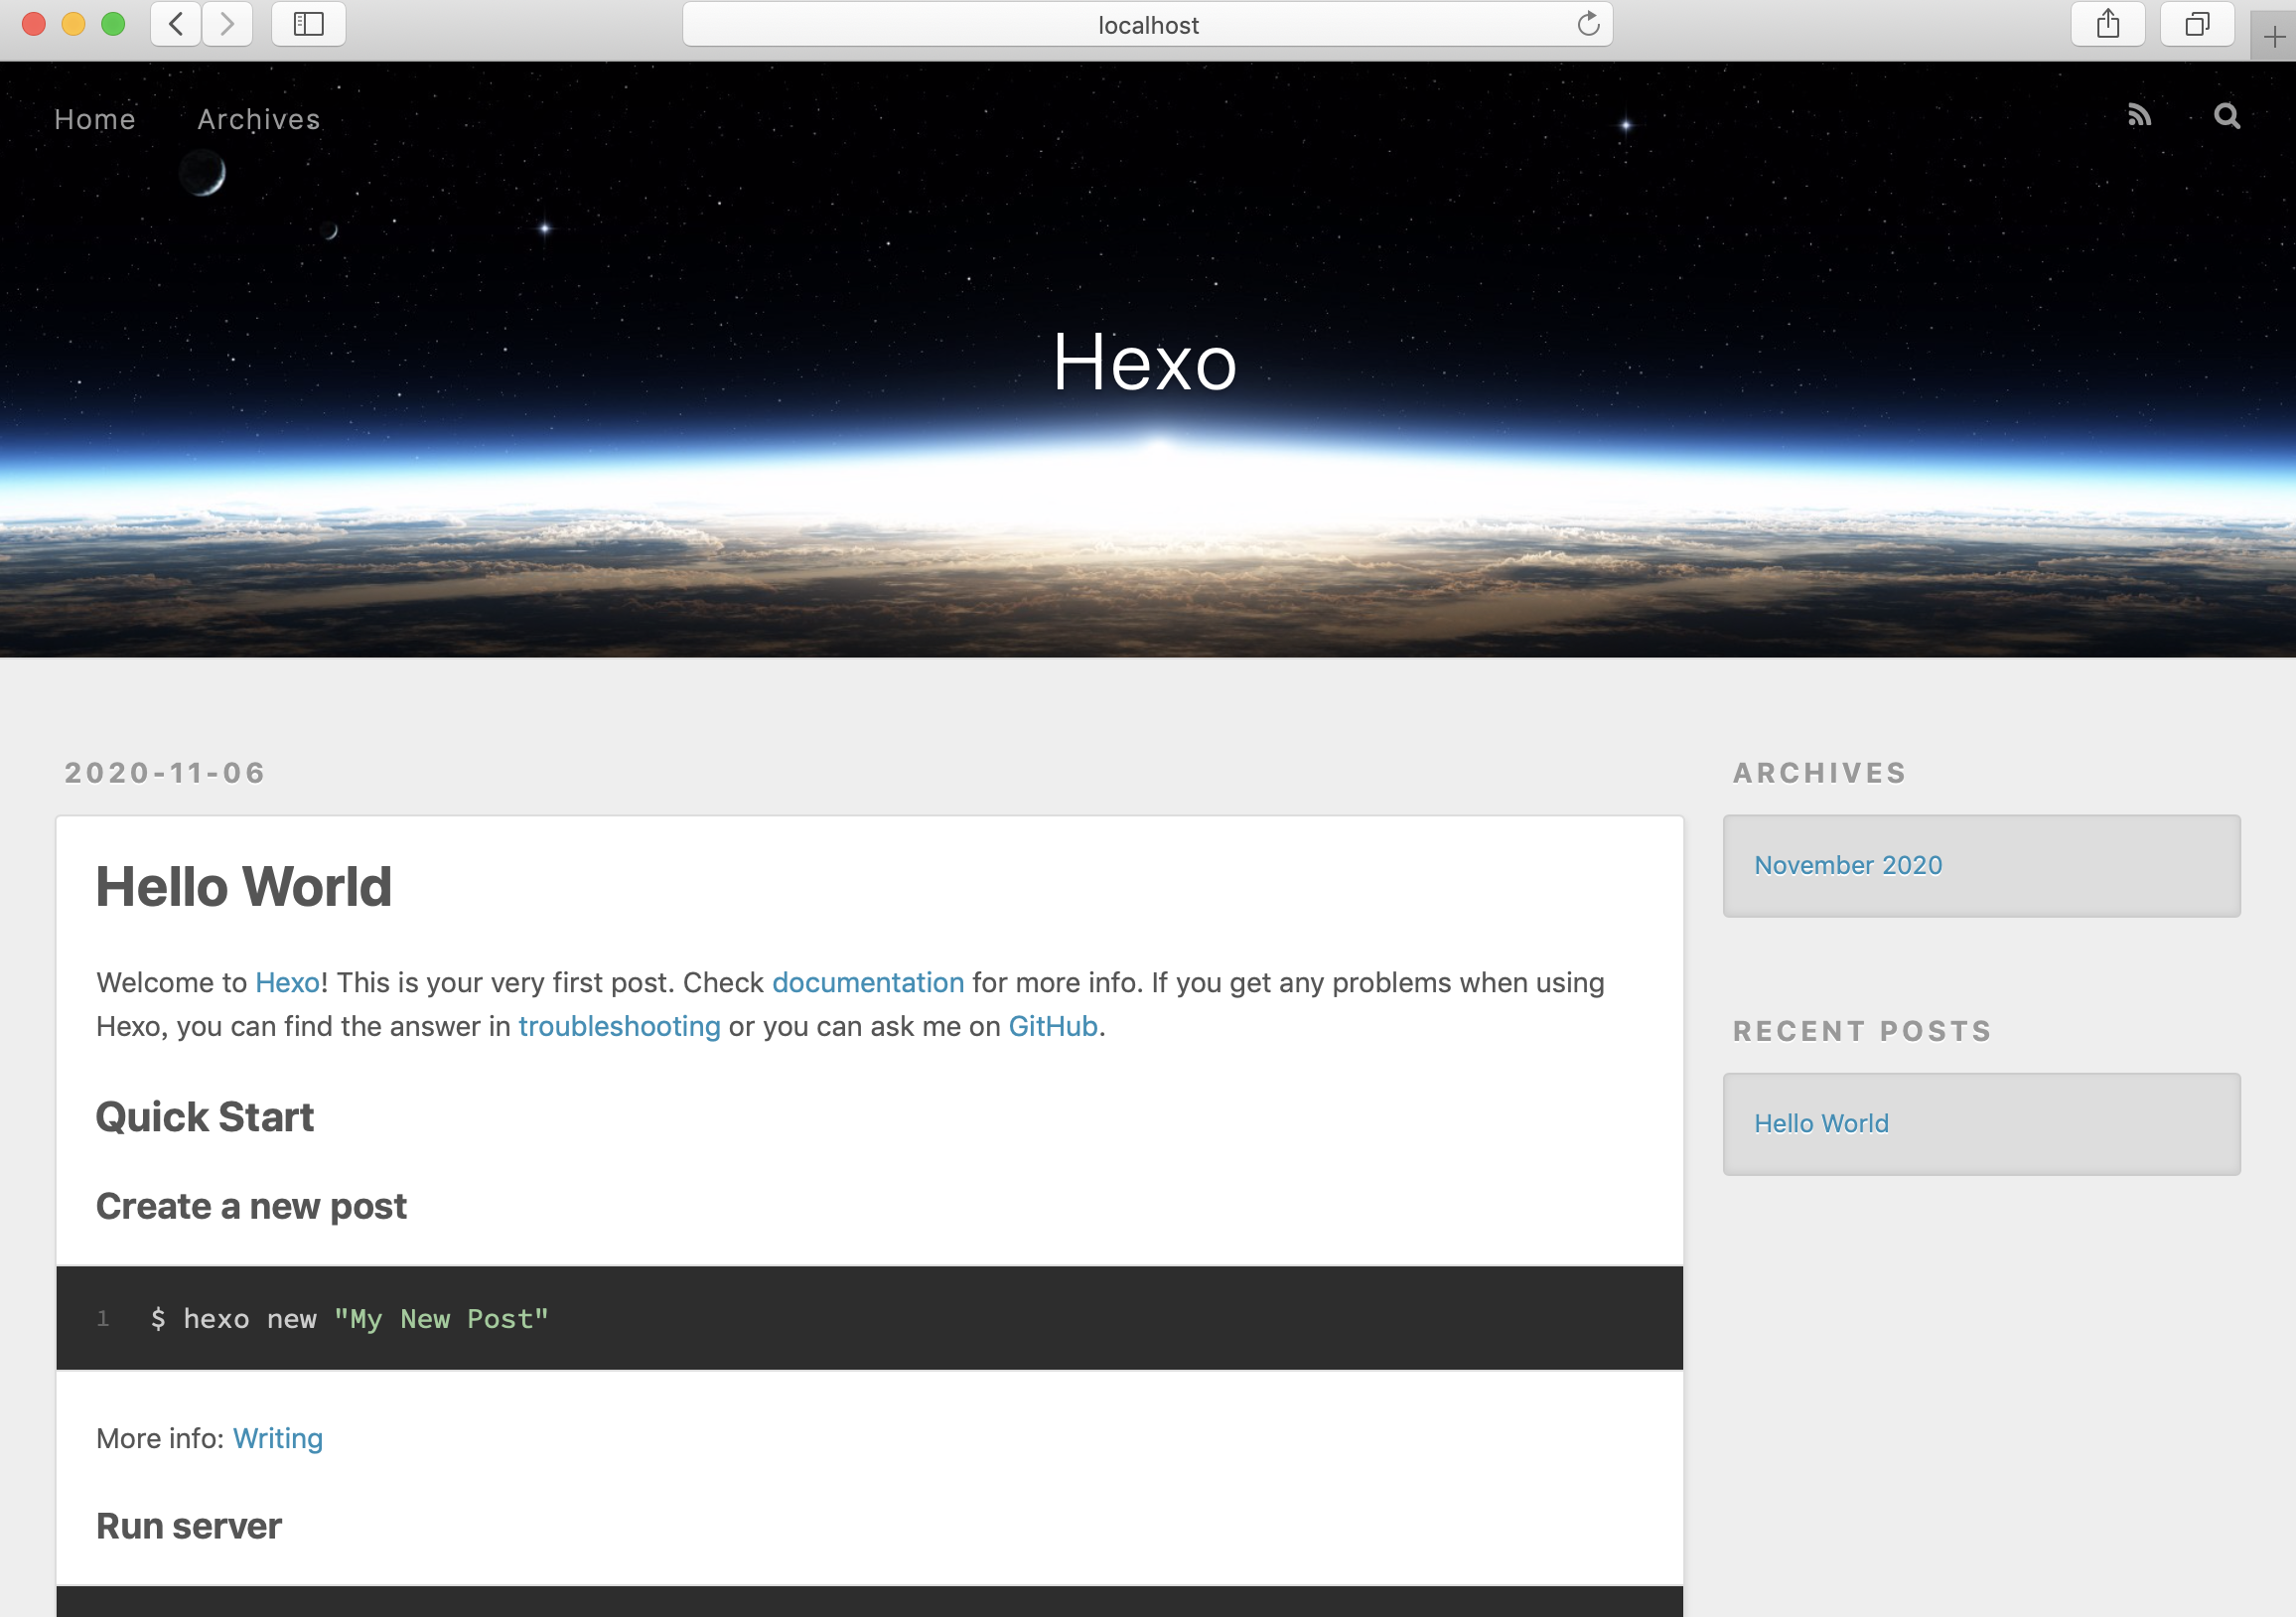 localhost
Home Archives
Hexo
2020-11-06
Hello World
Welcome to Hexo! This is your very first post. Check documentation for more info. If you get any problems when using
Hexo, you can find the answer in troubleshooting or you can ask me on GitHub.
Quick Start
Create a new post
1 $ hexo new "My New Post"
More info: Writing
Run server
ARCHIVES
November 2020
RECENT POSTS
Hello World